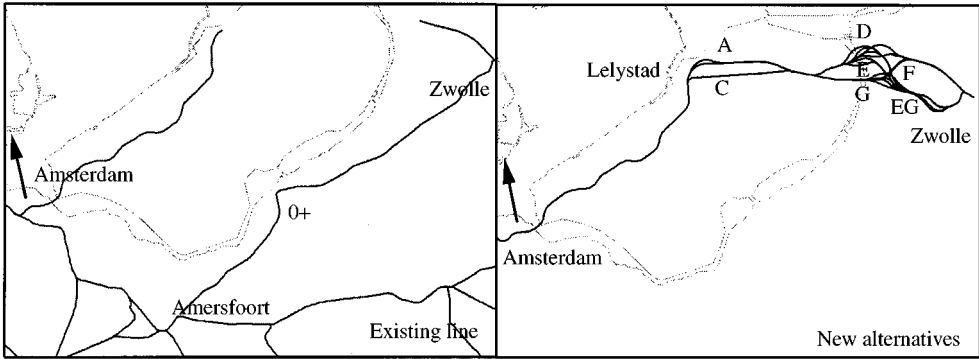 Zwolle
Amsterdam
0+
Amersfoort
Existing line
D
A
Lelystad
E
F
C
G
EG
Zwolle
Amsterdam
New alternatives